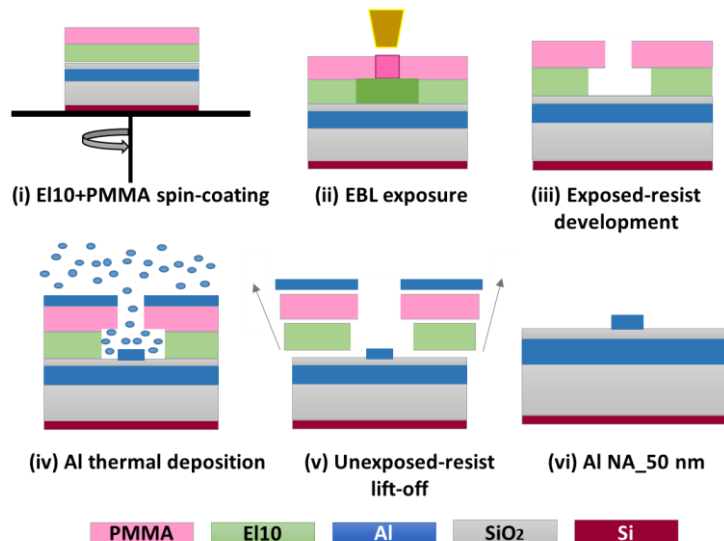 (i) El10+PMMA spin-coating
(ii) EBL exposure
(iii) Exposed-resist
development
(iv) Al thermal deposition
(v) Unexposed-resist
lift-off
(vi) Al NA_50 nm
PMMA
El10
Al
SiO₂
Si